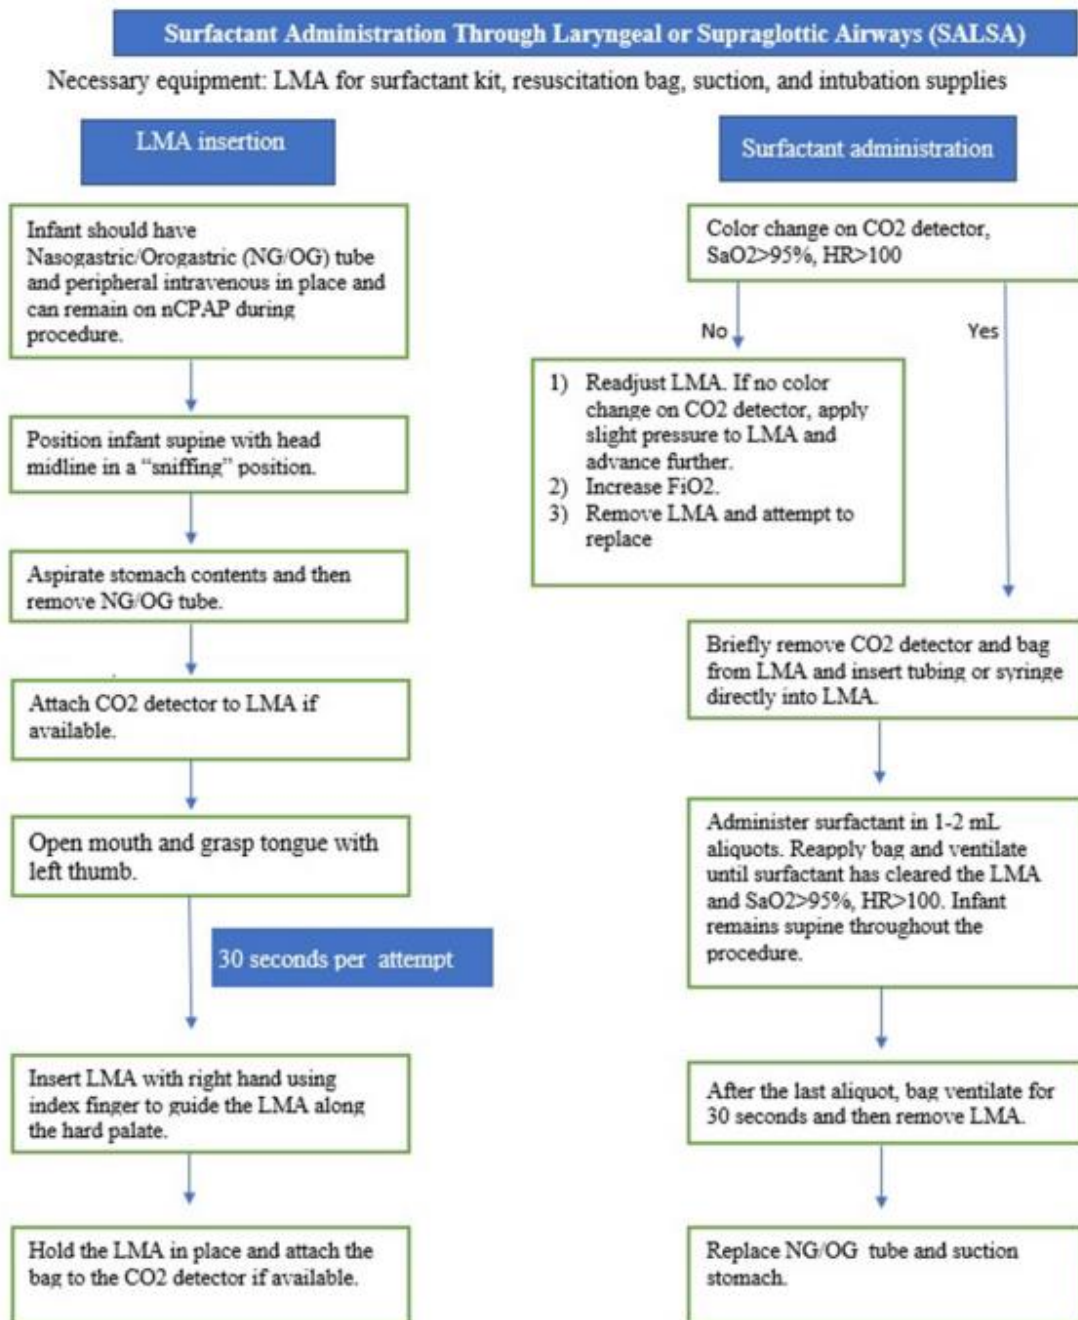 Surfactant Administration Through Laryngeal or Supraglottic Airways (SALSA)
Necessary equipment: LMA for surfactant kit, resuscitation bag, suction, and intubation supplies
LMA insertion
Infant should have
Nasogastric/Orogastric (NG/OG) tube
and peripheral intravenous in place and
can remain on nCPAP during
procedure.
Position infant supine with head
midline in a “sniffing” position.
Aspirate stomach contents and then
remove NG/OG tube.
Attach CO2 detector to LMA if
available.
Open mouth and grasp tongue with
left thumb.
30 seconds per attempt
Insert LMA with right hand using
index finger to guide the LMA along
the hard palate.
Hold the LMA in place and attach the
bag to the CO2 detector if available.
Surfactant administration
Color change on CO2 detector,
SaO2>95%, HR>100
No
Yes
1) Readjust LMA. If no color
change on CO2 detector, apply
slight pressure to LMA and
advance further.
2) Increase FiO2.
3) Remove LMA and attempt to
replace
Briefly remove CO2 detector and bag
from LMA and insert tubing or syringe
directly into LMA.
Administer surfactant in 1-2 mL
aliquots. Reapply bag and ventilate
until surfactant has cleared the LMA
and SaO2>95%, HR>100. Infant
remains supine throughout the
procedure.
After the last aliquot, bag ventilate for
30 seconds and then remove LMA.
Replace NG/OG tube and suction
stomach.